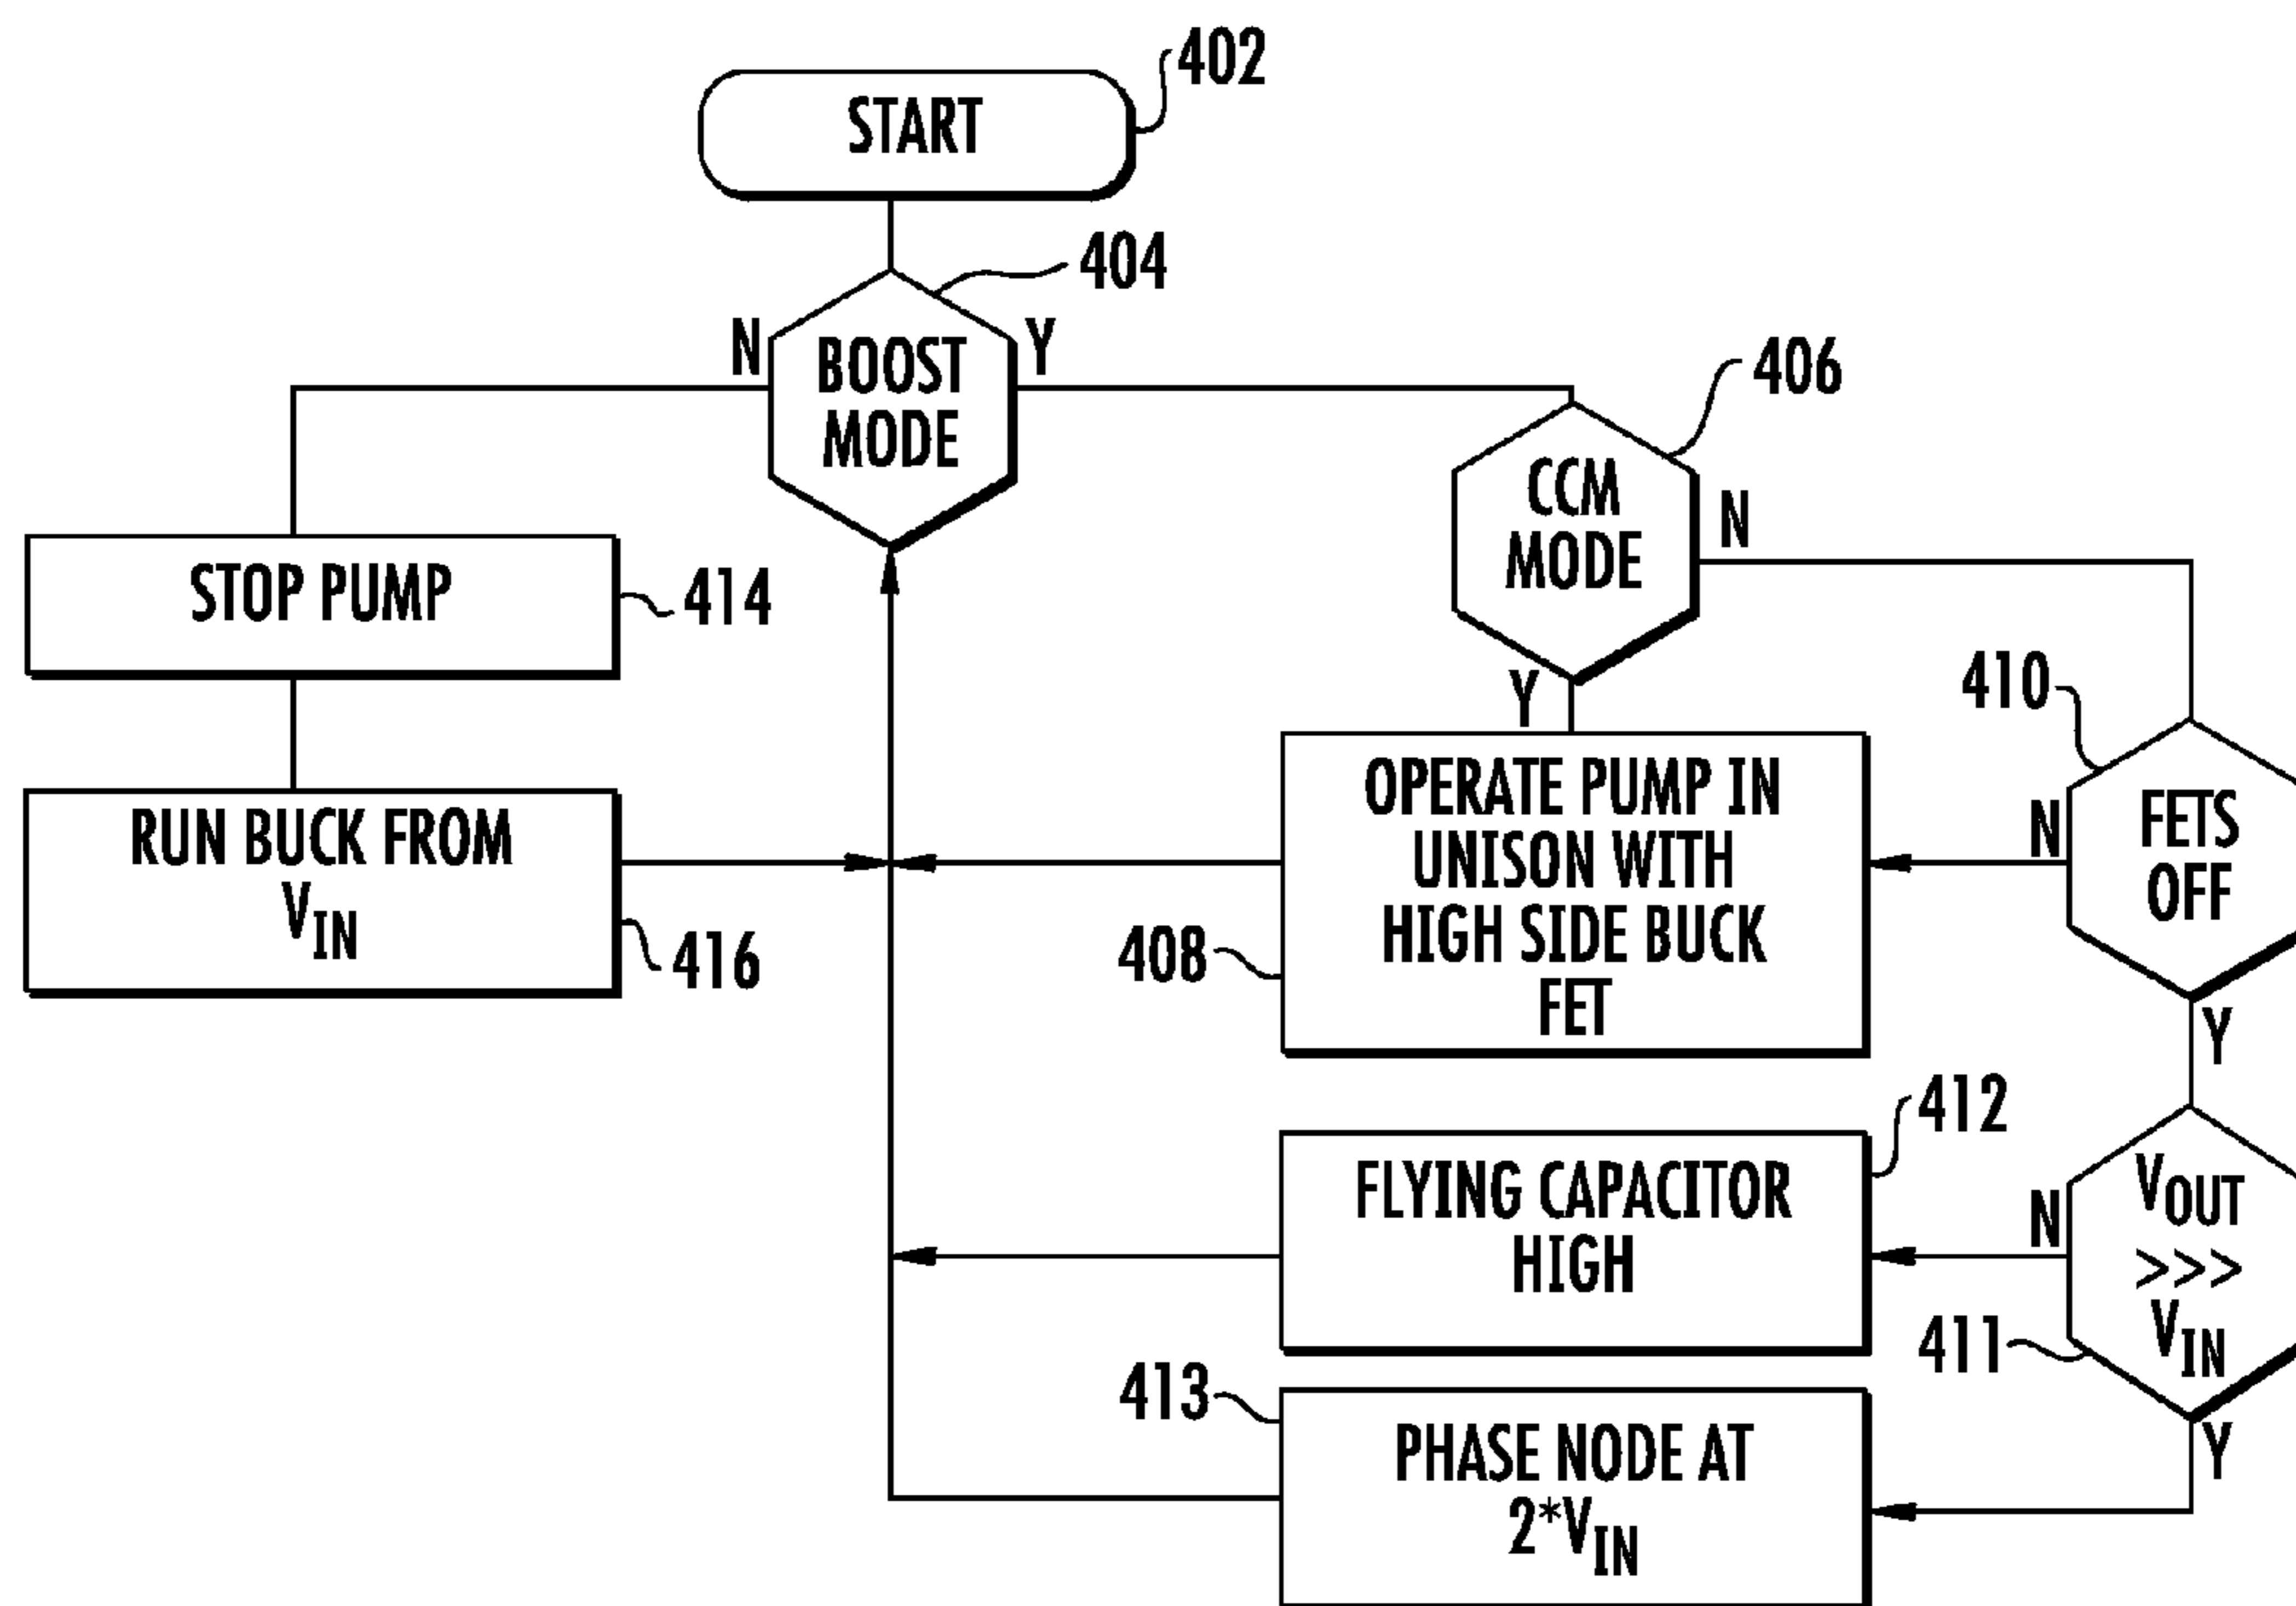 402
START
404
N
Y
BOOST
MODE
406
CCM
MODE
N
Y
STOP PUMP
414
410
RUN BUCK FROM
VIN
416
OPERATE PUMP IN
UNISON WITH
HIGH SIDE BUCK
FET
408
N
FETS
OFF
Y
412
FLYING CAPACITOR
HIGH
N
VOUT
>>>
VIN
411
Y
413
PHASE NODE AT
2*VIN